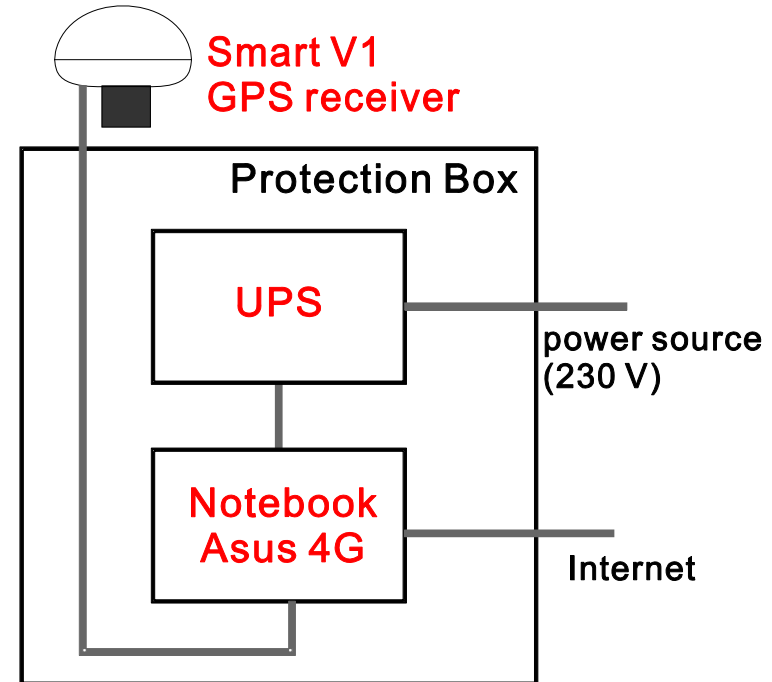 Smart V1
GPS receiver
Protection Box
UPS
power source
(230 V)
Notebook
Asus 4G
Internet